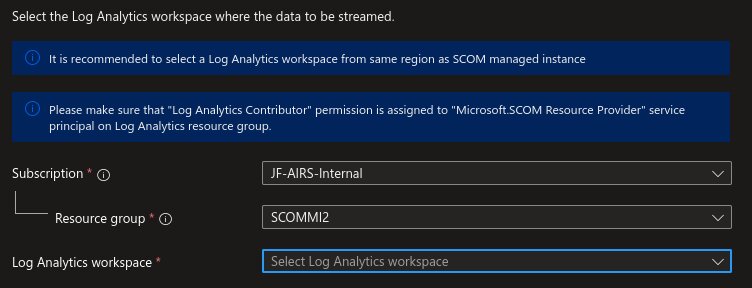 Select the Log Analytics workspace where the data to be streamed.
It is recommended to select a Log Analytics workspace from same region as SCOM managed instance
Please make sure that "Log Analytics Contributor" permission is assigned to "Microsoft.SCOM Resource Provider" service
principal on Log Analytics resource group.
Subscription * JF-AIRS-Internal
Resource group * SCOMMI2
Log Analytics workspace * Select Log Analytics workspace